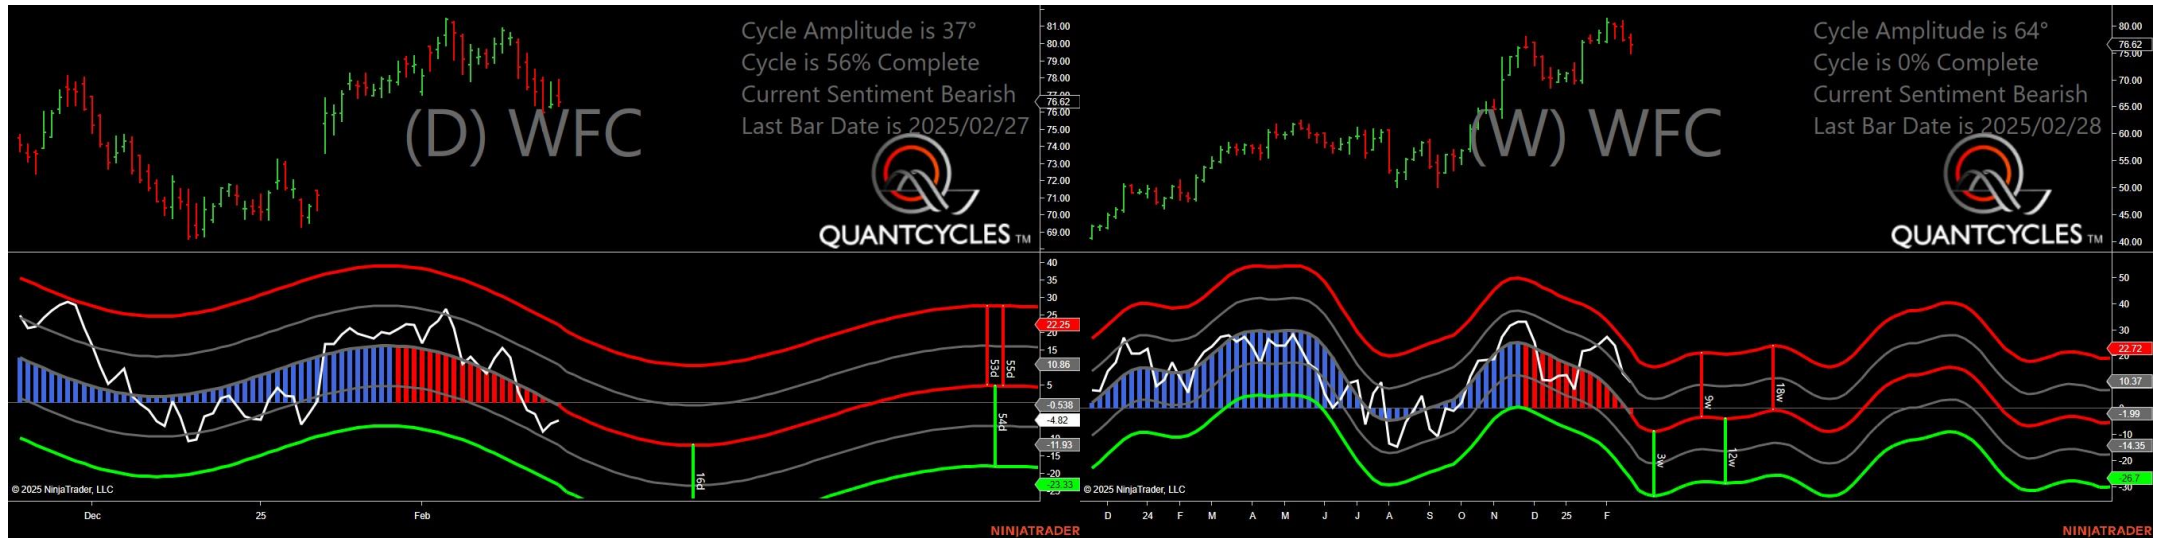 Cycle Amplitude is 37°
Cycle is 56% Complete
Current Sentiment Bearish
Last Bar Date is 2025/02/27
(D) WFC
QUANTCYCLES TM
81.00
80.00
79.00
78.00
77.00
76.62
76.00
75.00
74.00
73.00
72.00
71.00
70.00
69.00
40
35
30
25
22.25
20
15
10.86
5
-0.538
-4.82
-11.93
-15
-20
-23.33
53d
55d
54d
16d
© 2025 NinjaTrader, LLC
Dec
25
Feb
NINJATRADER
Cycle Amplitude is 64°
Cycle is 0% Complete
Current Sentiment Bearish
Last Bar Date is 2025/02/28
(W) WFC
QUANTCYCLES TM
80.00
76.62
75.00
70.00
65.00
60.00
55.00
50.00
45.00
40.00
50
40
30
22.72
20
10.37
-1.99
-10
-14.35
-20
-26.7
-30
9w
18w
3w
12w
© 2025 NinjaTrader, LLC
D
24
F
M
A
M
J
J
A
S
O
N
D
25
F
NINJATRADER